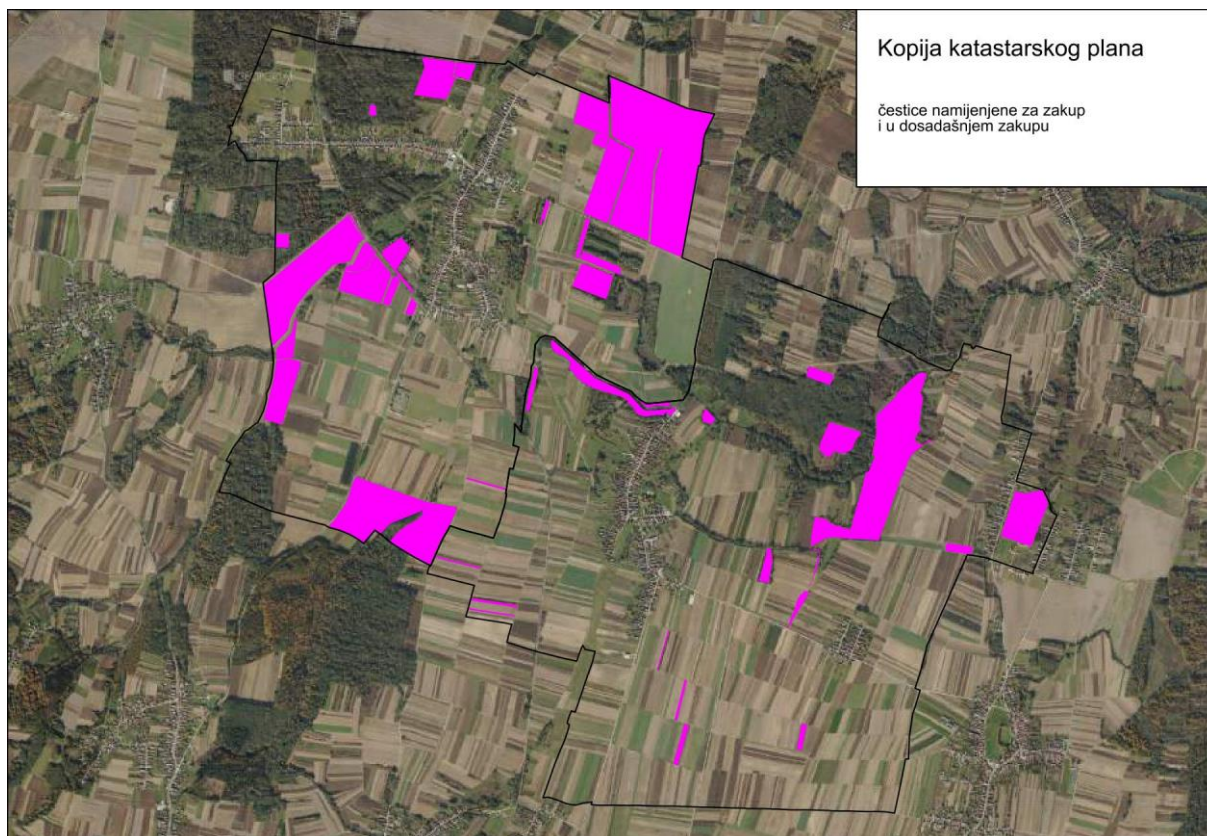 Kopija katastarskog plana
čestice namijenjene za zakup
i u dosadašnjem zakupu